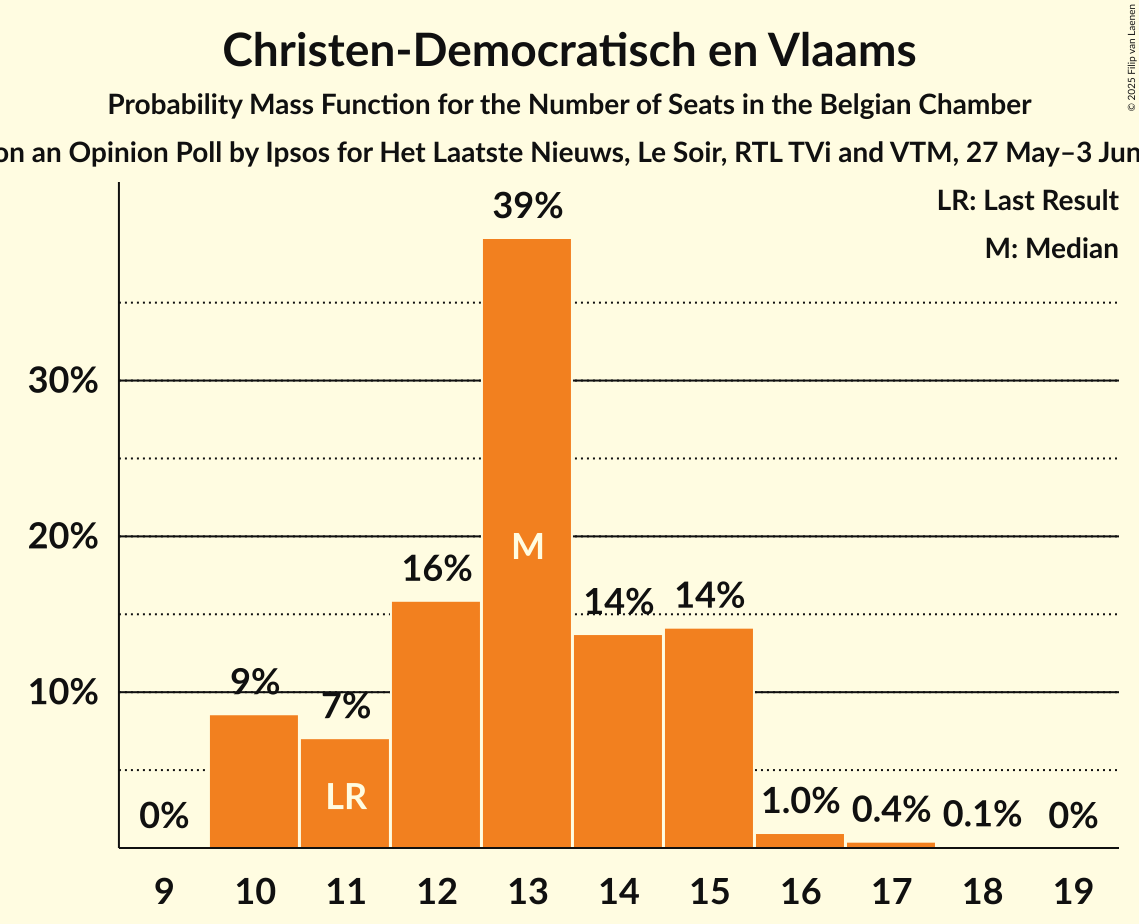 Christen-Democratisch en Vlaams
Probability Mass Function for the Number of Seats in the Belgian Chamber
on an Opinion Poll by Ipsos for Het Laatste Nieuws, Le Soir, RTL TVi and VTM, 27 May–3 Jun
© 2025 Filip van Laenen
LR: Last Result
M: Median
39%
30%
20%
10%
M
16%
14%
14%
9%
7%
LR
0%
1.0%
0.4%
0.1%
0%
9 10 11 12 13 14 15 16 17 18 19